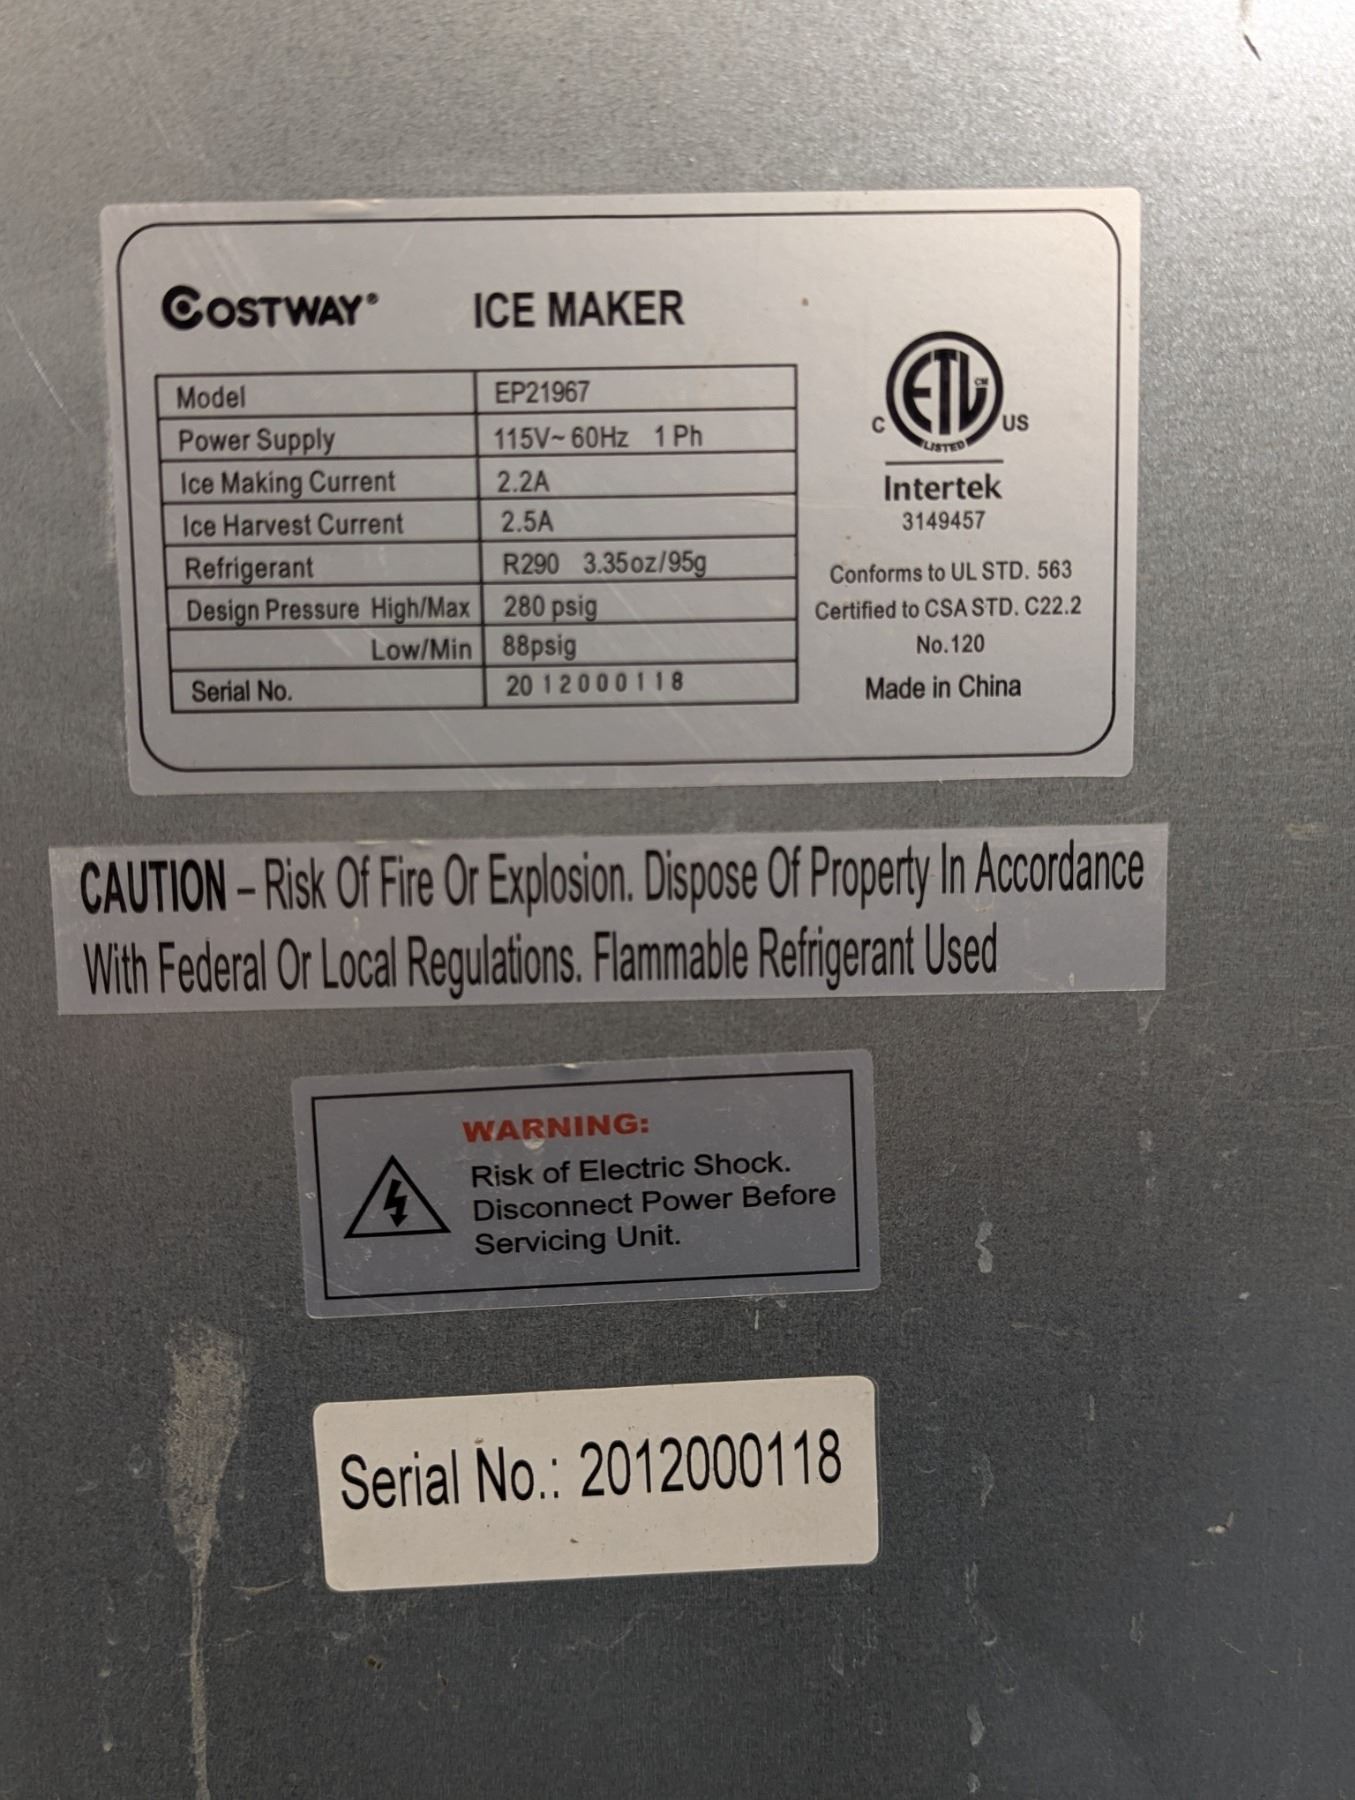 COSTWAY® ICE MAKER
Model EP21967
Power Supply 115V~ 60Hz 1 Ph
Ice Making Current 2.2A
Ice Harvest Current 2.5A
Refrigerant R290 3.35oz/95g
Design Pressure High/Max 280 psig
Low/Min 88psig
Serial No. 2012000118
ETL CM
C US
LISTED
Intertek
3149457
Conforms to UL STD. 563
Certified to CSA STD. C22.2
No.120
Made in China
CAUTION – Risk Of Fire Or Explosion. Dispose Of Property In Accordance
With Federal Or Local Regulations. Flammable Refrigerant Used
WARNING:
Risk of Electric Shock.
Disconnect Power Before
Servicing Unit.
Serial No.: 2012000118